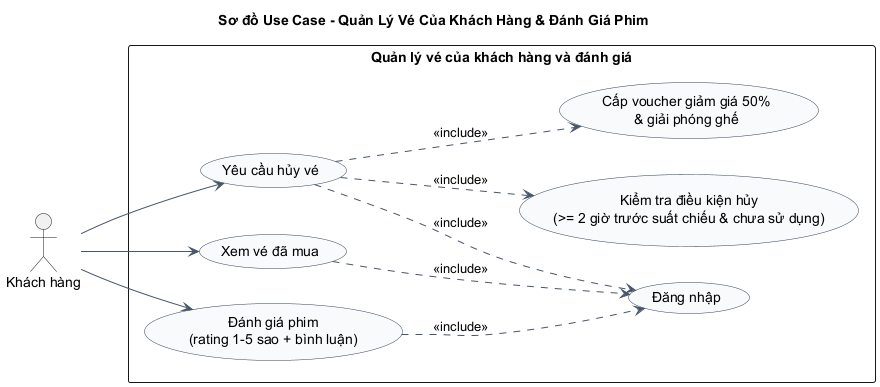 Sơ đồ Use Case - Quản Lý Vé Của Khách Hàng & Đánh Giá Phim
Quản lý vé của khách hàng và đánh giá
Cấp voucher giảm giá 50%
& giải phóng ghế
«include»
Yêu cầu hủy vé
«include»
Kiểm tra điều kiện hủy
(>= 2 giờ trước suất chiếu & chưa sử dụng)
«include»
Xem vé đã mua
«include»
Khách hàng
Đăng nhập
Đánh giá phim
(rating 1-5 sao + bình luận)
«include»